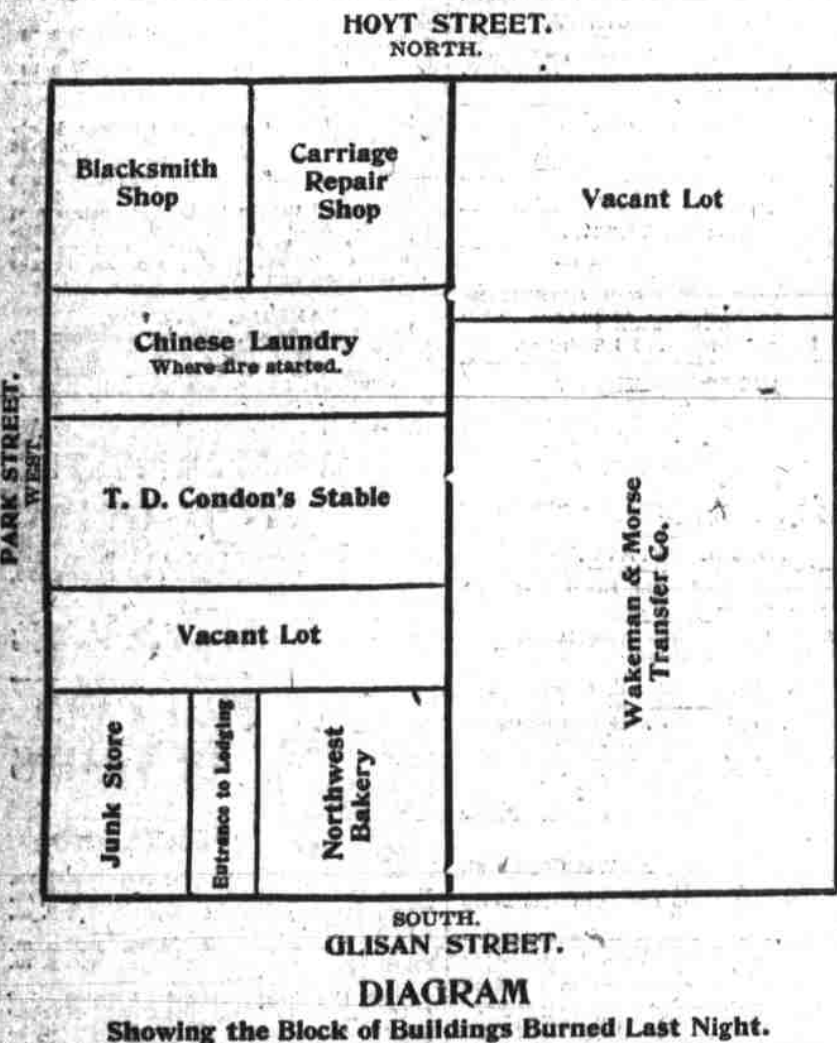 HOYT STREET.
NORTH.
Blacksmith
Shop
Carriage
Repair
Shop
Vacant Lot
Chinese Laundry
Where fire started.
PARK STREET.
WEST.
T. D. Condon's Stable
Wakeman & Morse
Transfer Co.
Vacant Lot
Junk Store
Entrance to Lodging
Northwest
Bakery
SOUTH.
GLISAN STREET.
DIAGRAM
Showing the Block of Buildings Burned Last Night.